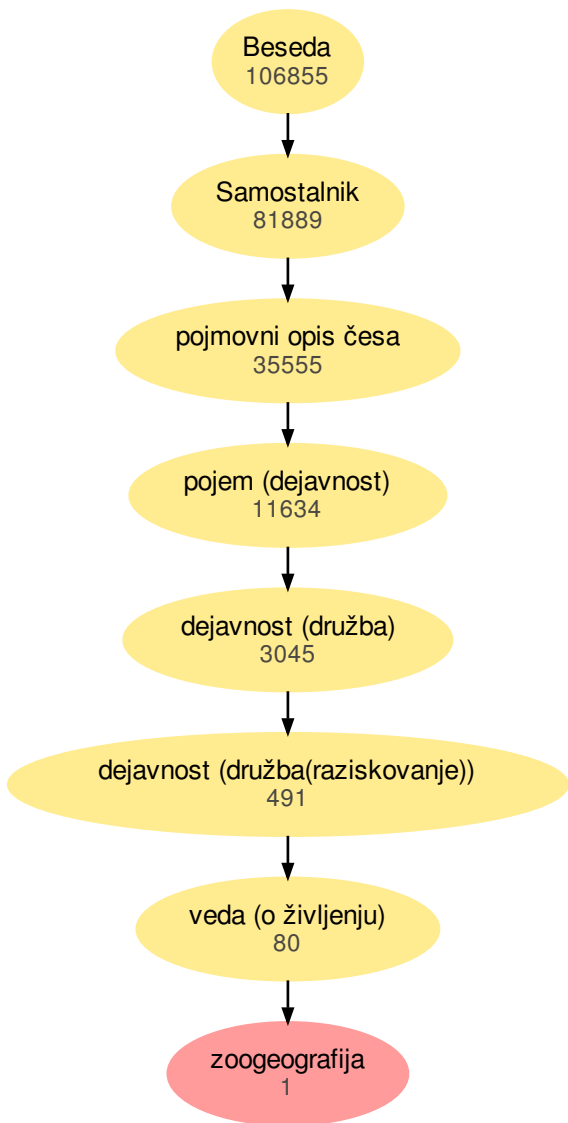 Beseda
106855
Samostalnik
81889
pojmovni opis česa
35555
pojem (dejavnost)
11634
dejavnost (družba)
3045
dejavnost (družba(raziskovanje))
491
veda (o življenju)
80
zoogeografija
1